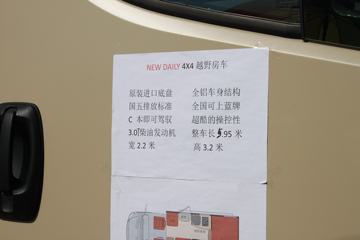 NEW DAILY 4X4 越野房车
原装进口底盘 全铝车身结构
国五排放标准 全国可上蓝牌
C 本即可驾驭 超酷的操控性
3.0T柴油发动机 整车长5.95 米
宽 2.2 米 高 3.2 米